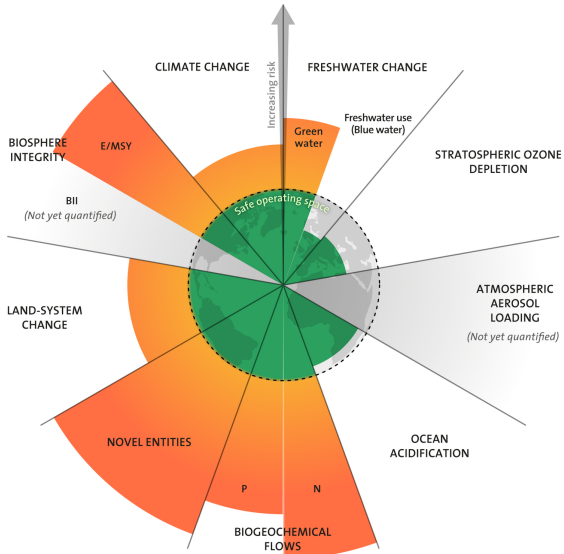 CLIMATE CHANGE
FRESHWATER CHANGE
Increasing risk
Green
water
Freshwater use
(Blue water)
STRATOSPHERIC OZONE
DEPLETION
BIOSPHERE
INTEGRITY
E/MSY
BII
(Not yet quantified)
Safe operating space
ATMOSPHERIC
AEROSOL
LOADING
(Not yet quantified)
LAND-SYSTEM
CHANGE
NOVEL ENTITIES
OCEAN
ACIDIFICATION
P
N
BIOGEOCHEMICAL
FLOWS